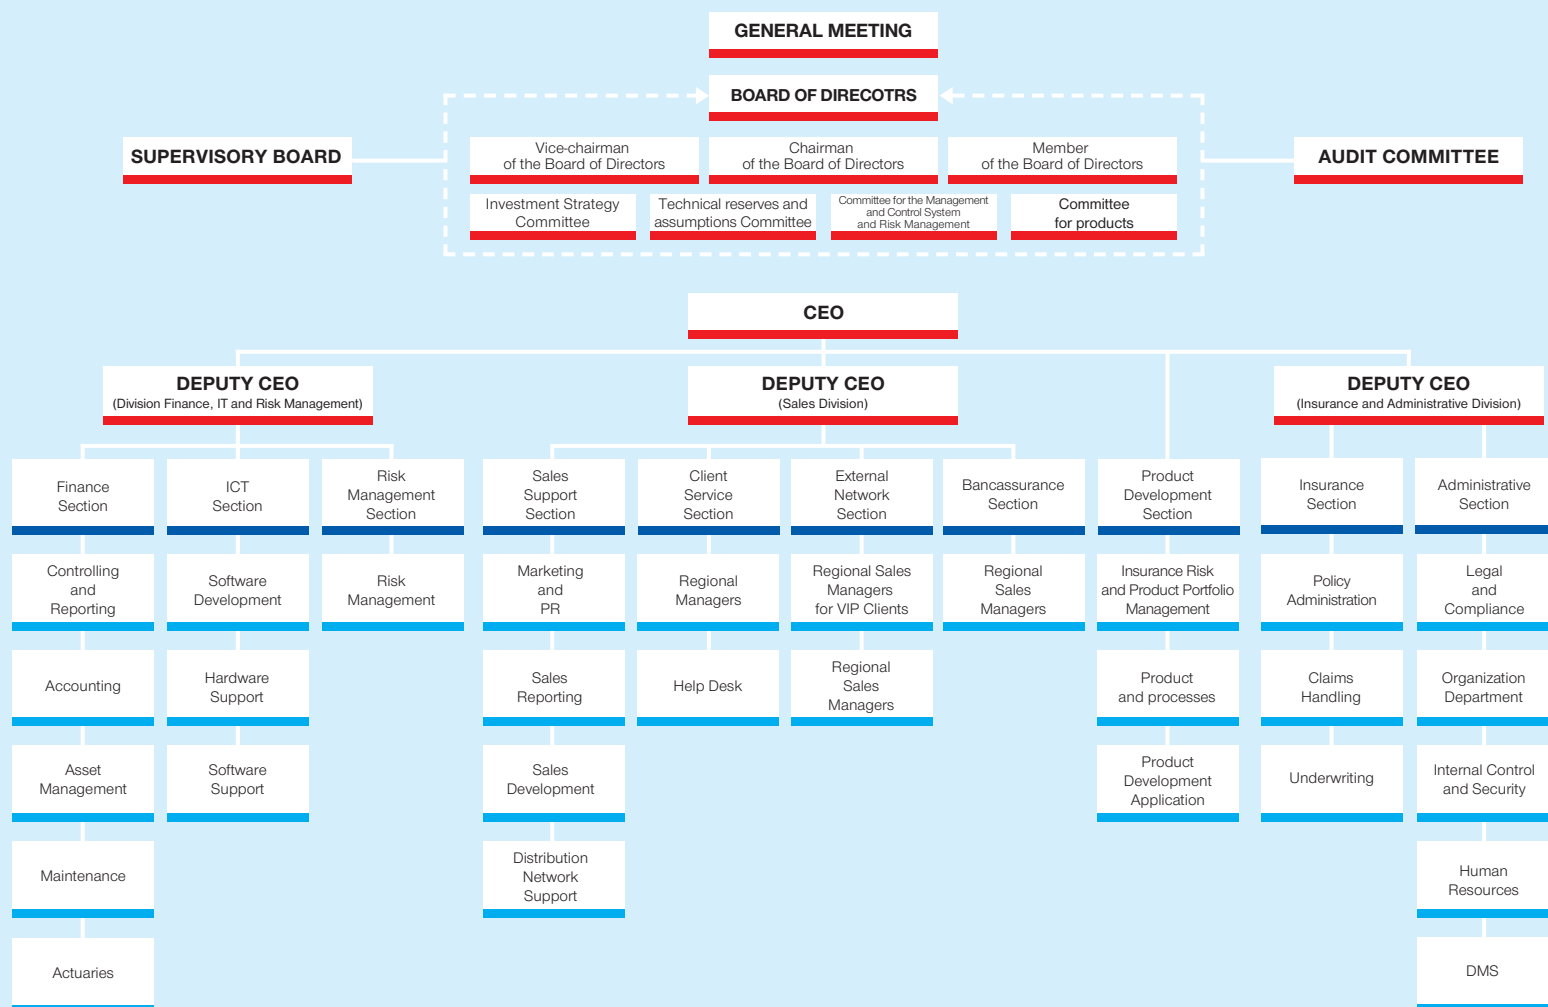 GENERAL MEETING
BOARD OF DIRECOTRS
SUPERVISORY BOARD
Vice-chairman
of the Board of Directors
Chairman
of the Board of Directors
Member
of the Board of Directors
AUDIT COMMITTEE
Investment Strategy
Committee
Technical reserves and
assumptions Committee
Committee for the Management
and Control System
and Risk Management
Committee
for products
CEO
DEPUTY CEO
(Division Finance, IT and Risk Management)
DEPUTY CEO
(Sales Division)
DEPUTY CEO
(Insurance and Administrative Division)
Finance
Section
ICT
Section
Risk
Management
Section
Sales
Support
Section
Client
Service
Section
External
Network
Section
Bancassurance
Section
Product
Development
Section
Insurance
Section
Administrative
Section
Controlling
and
Reporting
Software
Development
Risk
Management
Marketing
and
PR
Regional
Managers
Regional Sales
Managers
for VIP Clients
Regional
Sales
Managers
Insurance Risk
and Product Portfolio
Management
Policy
Administration
Legal
and
Compliance
Accounting
Hardware
Support
Sales
Reporting
Help Desk
Regional
Sales
Managers
Product
and processes
Claims
Handling
Organization
Department
Asset
Management
Software
Support
Sales
Development
Product
Development
Application
Underwriting
Internal Control
and Security
Maintenance
Distribution
Network
Support
Human
Resources
Actuaries
DMS